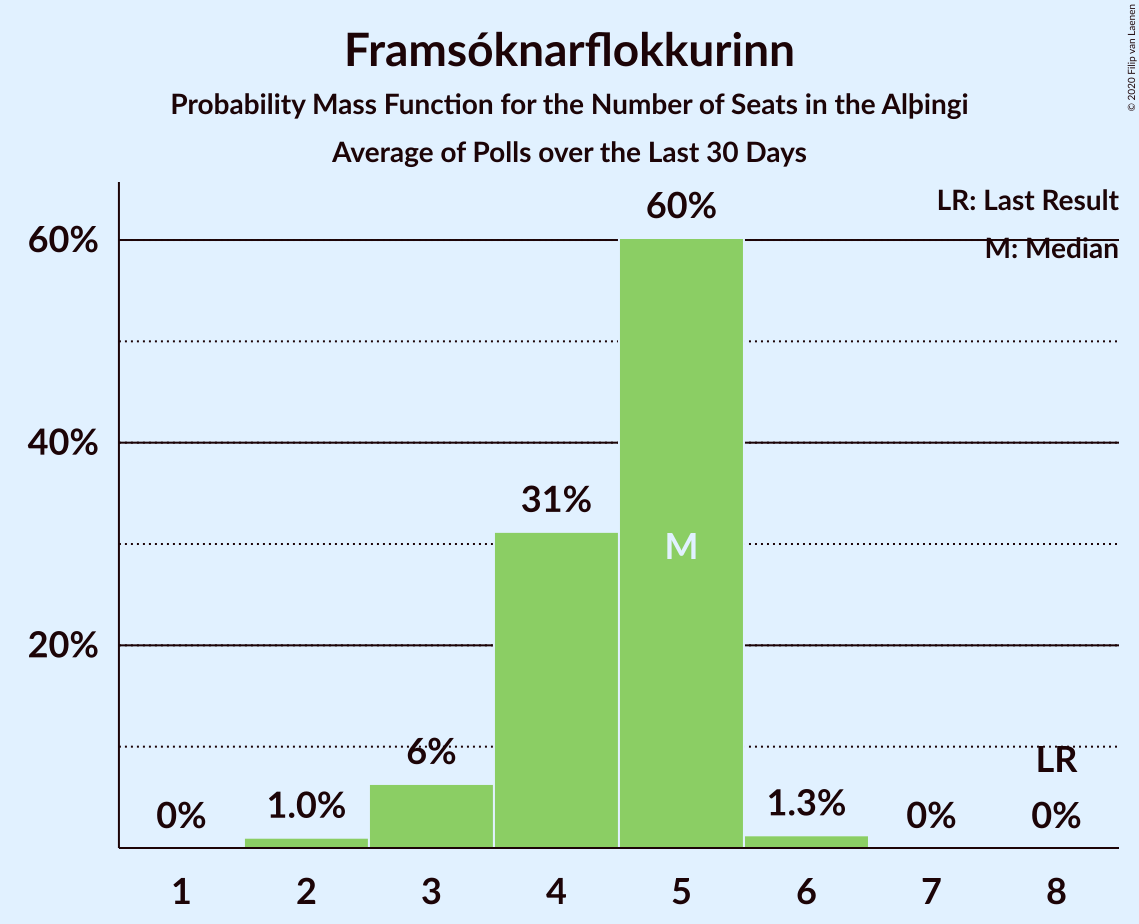 Framsóknarflokkurinn
Probability Mass Function for the Number of Seats in the Alþingi
Average of Polls over the Last 30 Days
© 2020 Filip van Laenen
LR: Last Result
M: Median
60%
40%
20%
0%
1.0%
6%
31%
60%
M
1.3%
0%
LR
0%
1 2 3 4 5 6 7 8